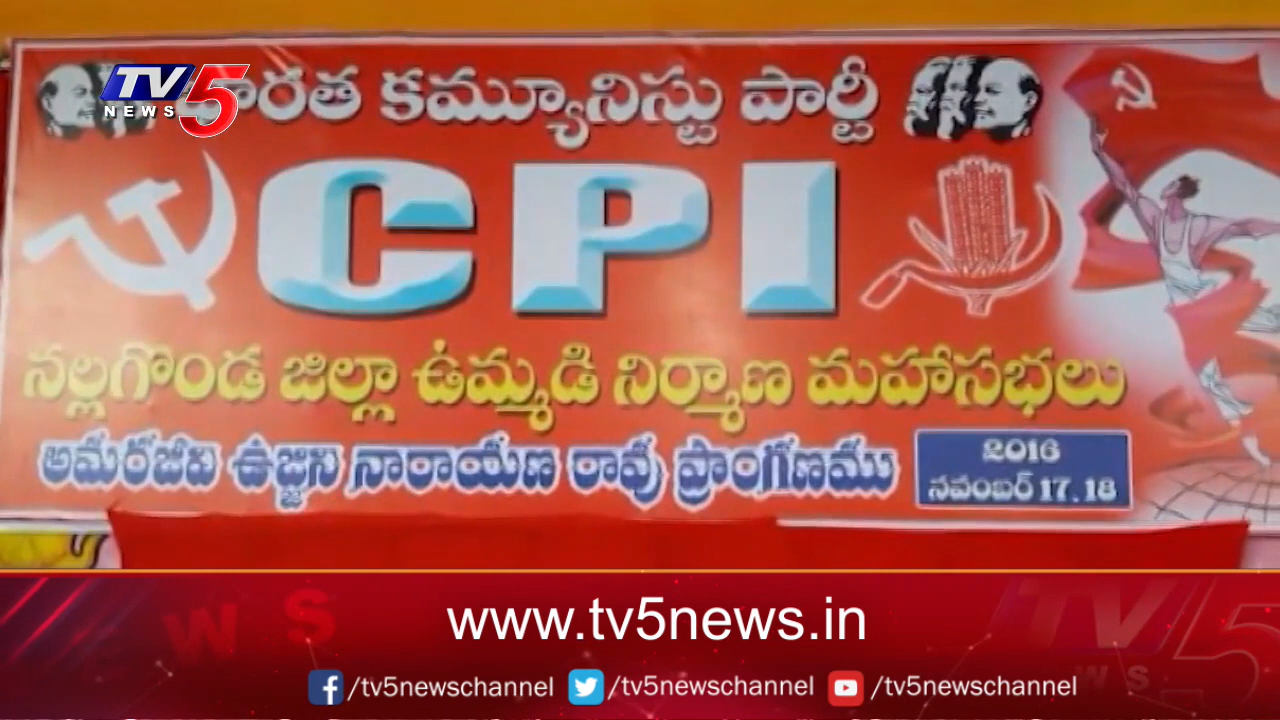 TV5
NEWS
భారత కమ్యూనిస్టు పార్టీ
CPI
నల్లగొండ జిల్లా ఉమ్మడి నిర్మాణ మహాసభలు
అమరజీవి ఉజ్జిని నారాయణ రావు ప్రాంగణము
2016
నవంబర్ 17, 18
www.tv5news.in
/tv5newschannel /tv5newschannel /tv5newschannel